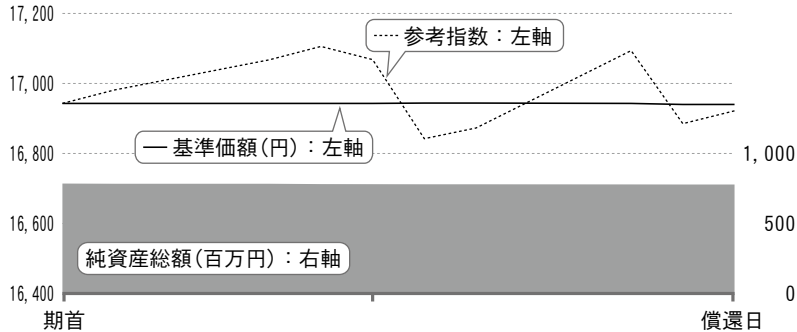 17,200
参考指数：左軸
17,000
基準価額(円)：左軸
16,800
1,000
16,600
500
純資産総額(百万円)：右軸
16,400
0
期首
償還日